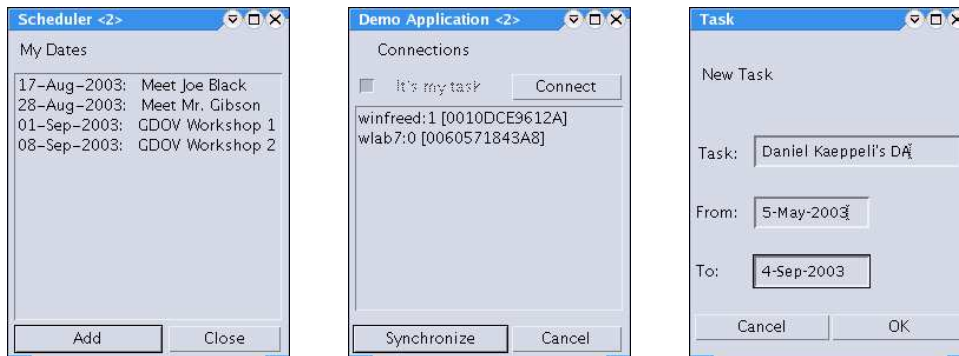 Scheduler <2>
My Dates
17-Aug-2003: Meet Joe Black
28-Aug-2003: Meet Mr. Gibson
01-Sep-2003: GDOV Workshop 1
08-Sep-2003: GDOV Workshop 2
Add Close
Demo Application <2>
Connections
It's my task Connect
winfreed:1 [0010DCE9612A]
wlab7:0 [0060571843A8]
Synchronize Cancel
Task
New Task
Task: Daniel Kaeppeli's DA
From: 5-May-2003
To: 4-Sep-2003
Cancel OK